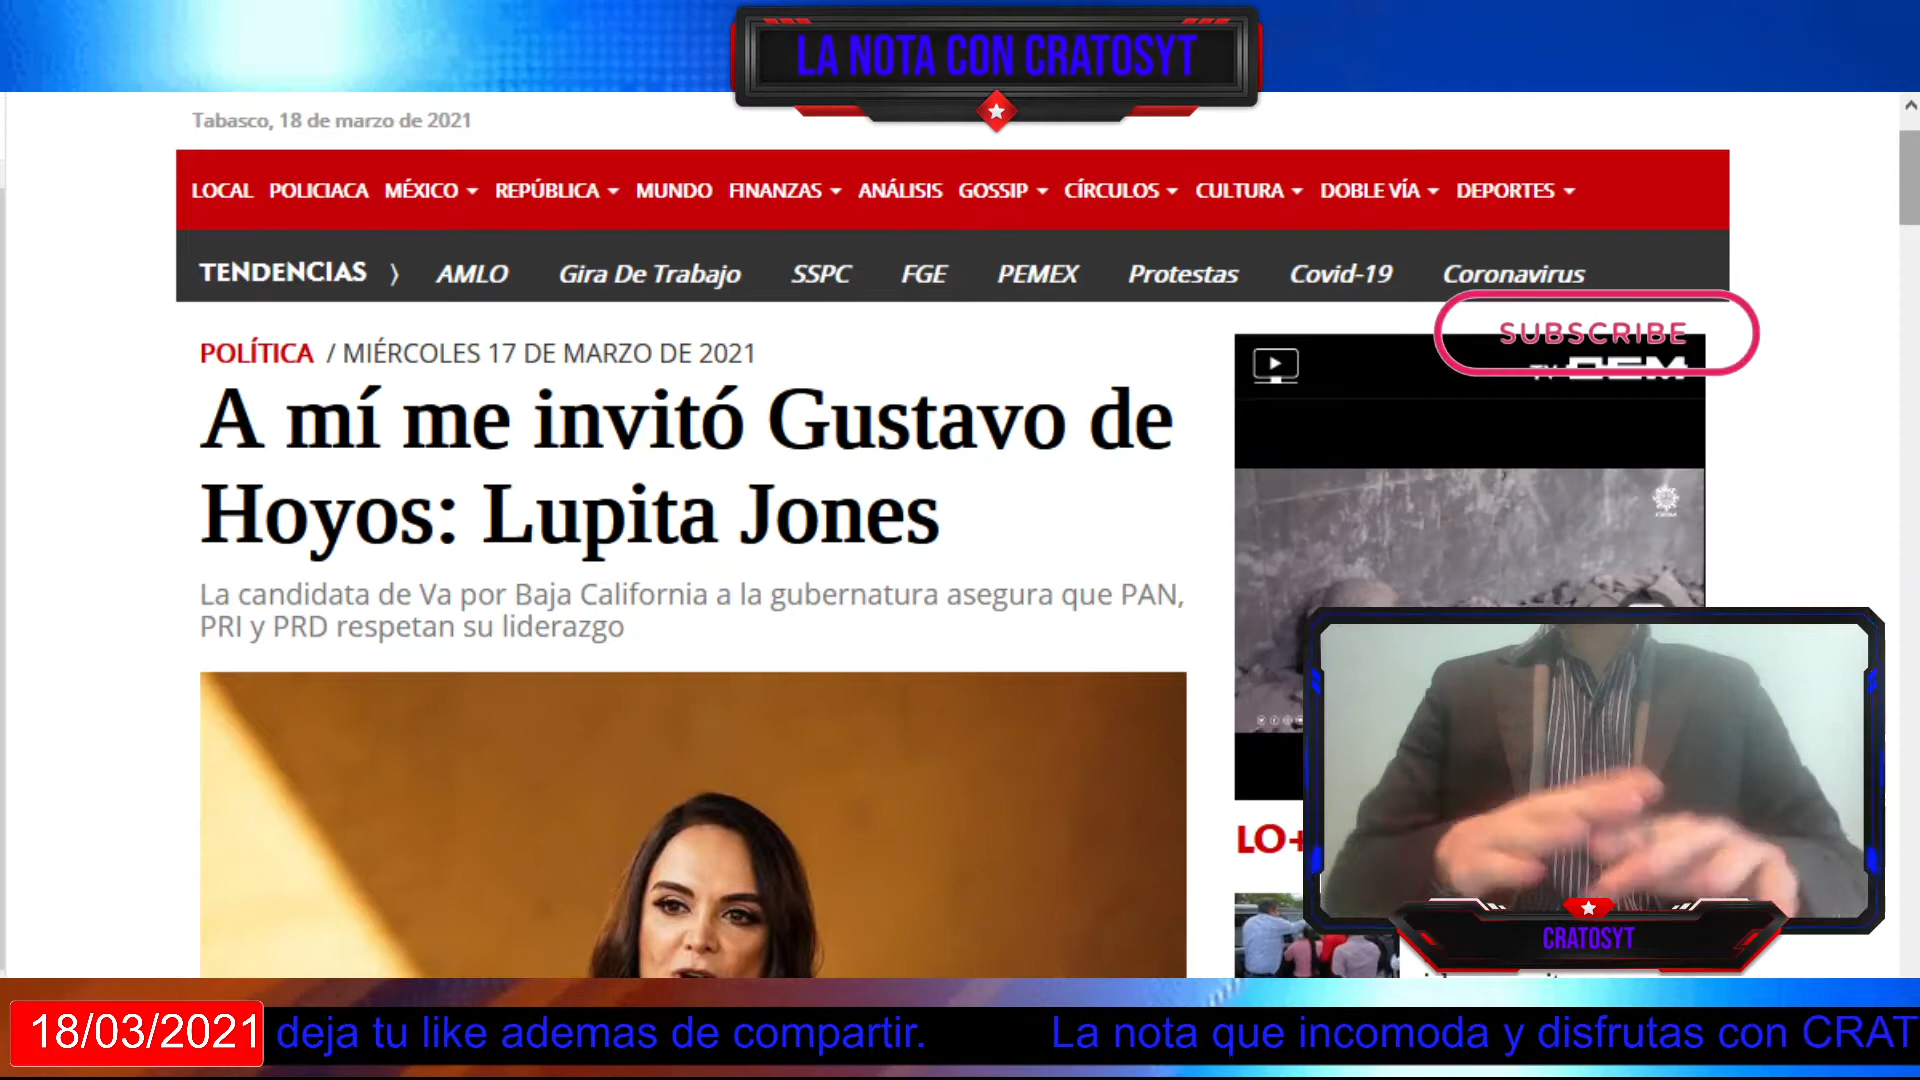 LA NOTA CON CRATOSYT
Tabasco, 18 de marzo de 2021
LOCAL POLICIACA MÉXICO REPÚBLICA MUNDO FINANZAS ANÁLISIS GOSSIP CÍRCULOS CULTURA DOBLE VÍA DEPORTES
TENDENCIAS AMLO Gira De Trabajo SSPC FGE PEMEX Protestas Covid-19 Coronavirus
SUBSCRIBE
POLÍTICA / MIÉRCOLES 17 DE MARZO DE 2021
A mí me invitó Gustavo de
Hoyos: Lupita Jones
La candidata de Va por Baja California a la gubernatura asegura que PAN,
PRI y PRD respetan su liderazgo
LO+
CRATOSYT
18/03/2021 deja tu like ademas de compartir. La nota que incomoda y disfrutas con CRAT